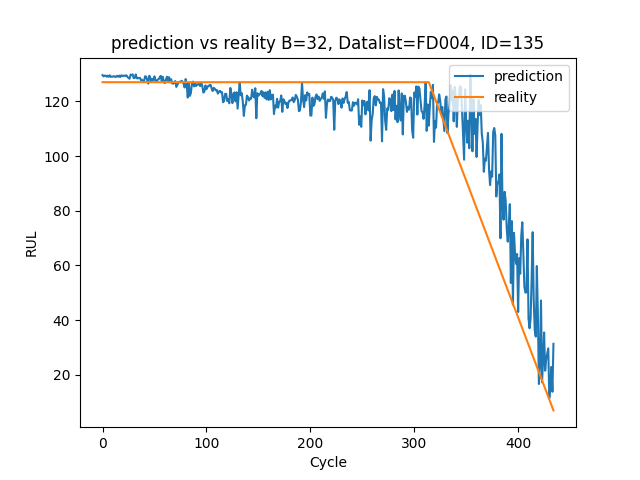 prediction vs reality B=32, Datalist=FD004, ID=135
prediction
reality
RUL
120
100
80
60
40
20
0
100
200
300
400
Cycle